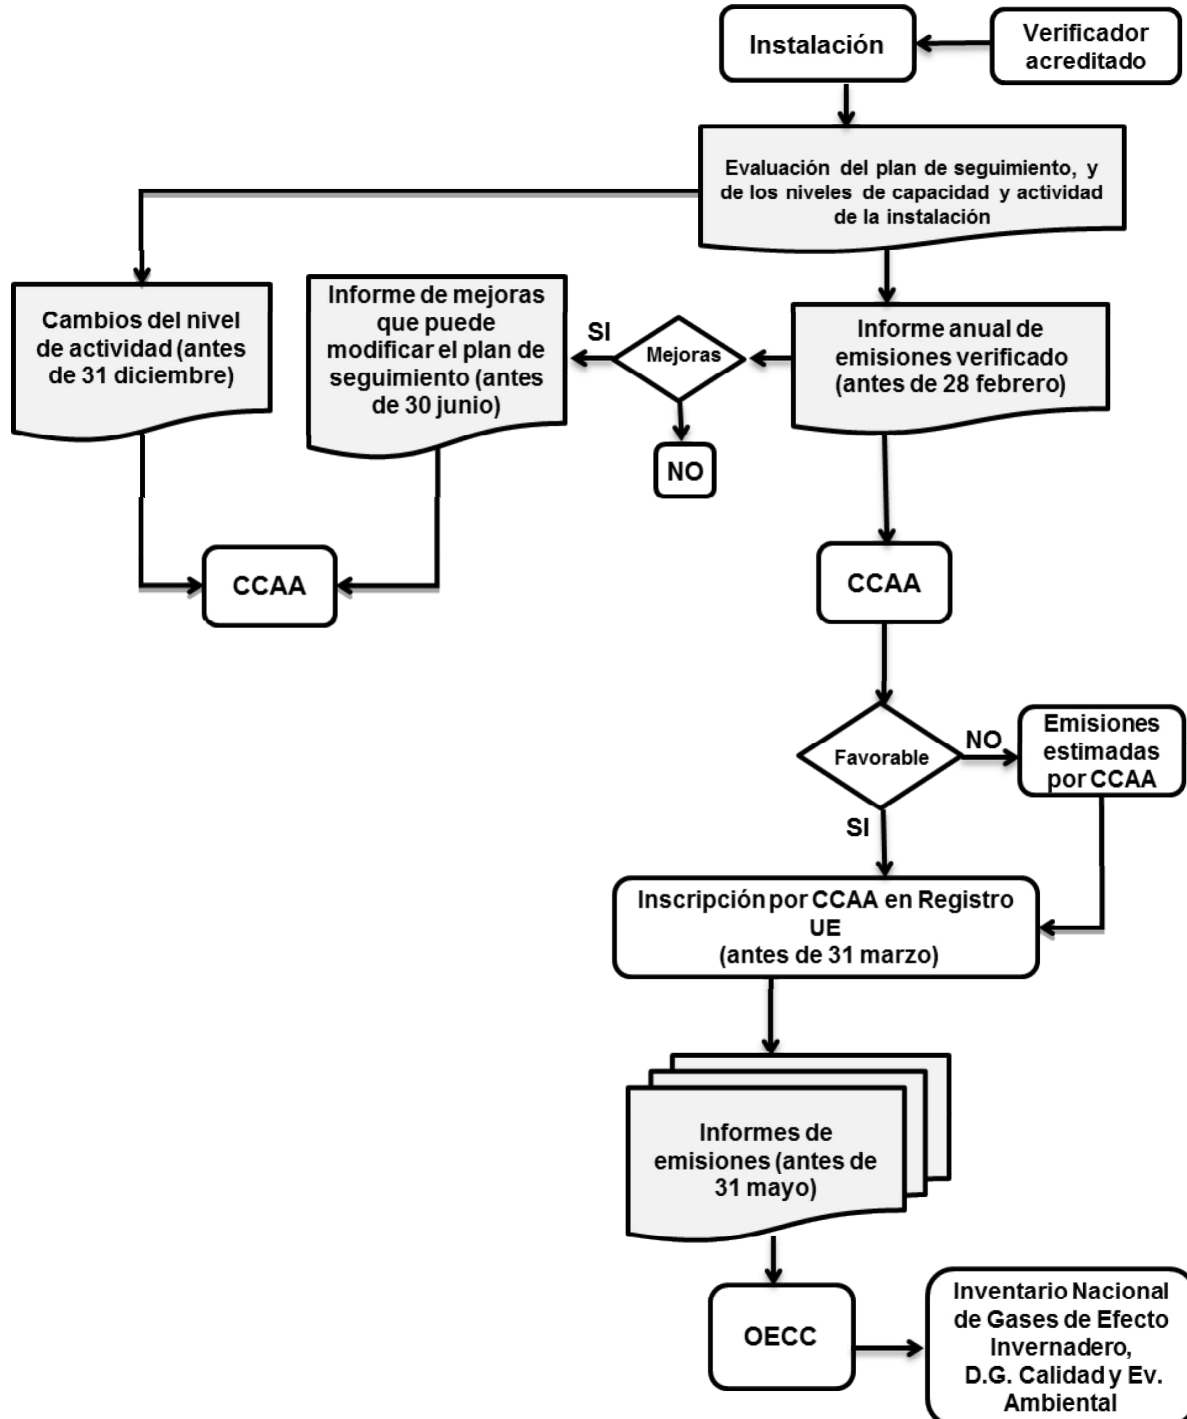 Instalación
Verificador
acreditado
Evaluación del plan de seguimiento, y
de los niveles de capacidad y actividad
de la instalación
Cambios del nivel
de actividad (antes
de 31 diciembre)
Informe de mejoras
que puede
modificar el plan de
seguimiento (antes
de 30 junio)
SI
Mejoras
NO
Informe anual de
emisiones verificado
(antes de 28 febrero)
CCAA
CCAA
Favorable
NO
Emisiones
estimadas
por CCAA
SI
Inscripción por CCAA en Registro
UE
(antes de 31 marzo)
Informes de
emisiones (antes de
31 mayo)
OECC
Inventario Nacional
de Gases de Efecto
Invernadero,
D.G. Calidad y Ev.
Ambiental